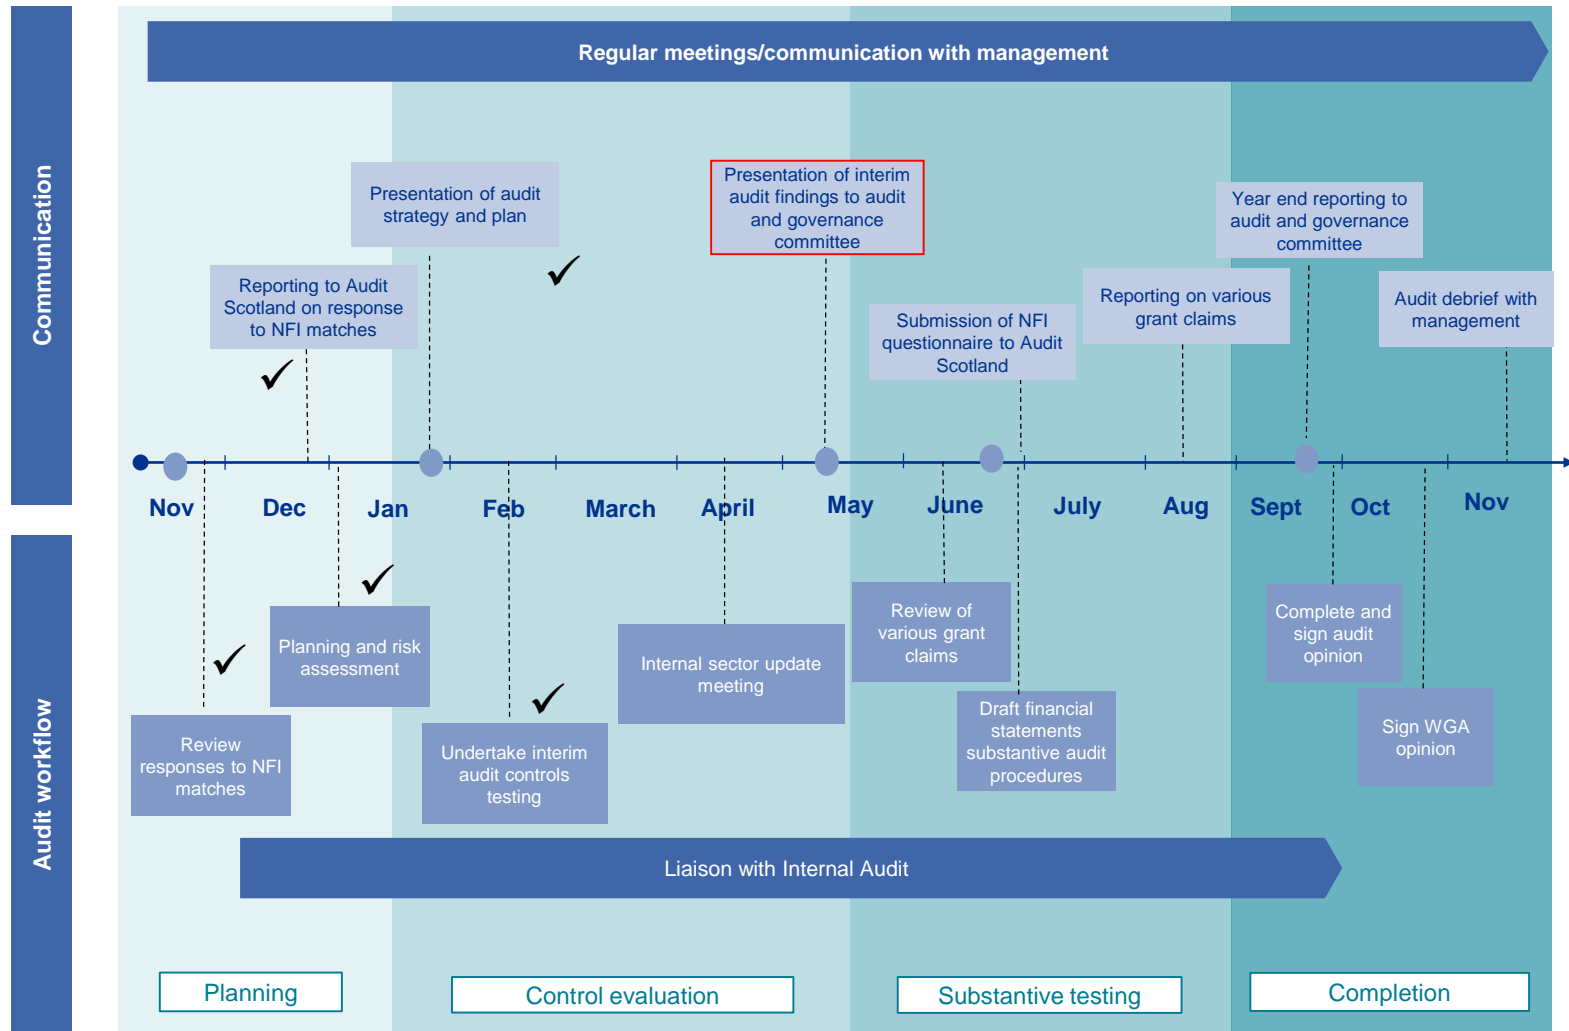 Communication
Regular meetings/communication with management
Presentation of audit
strategy and plan
Presentation of interim
audit findings to audit
and governance
committee
Year end reporting to
audit and governance
committee
Reporting to Audit
Scotland on response
to NFI matches
Submission of NFI
questionnaire to Audit
Scotland
Reporting on various
grant claims
Audit debrief with
management
Nov
Dec
Jan
Feb
March
April
May
June
July
Aug
Sept
Oct
Nov
Audit workflow
Review
responses to NFI
matches
Planning and risk
assessment
Undertake interim
audit controls
testing
Internal sector update
meeting
Review of
various grant
claims
Draft financial
statements
substantive audit
procedures
Complete and
sign audit
opinion
Sign WGA
opinion
Liaison with Internal Audit
Planning
Control evaluation
Substantive testing
Completion